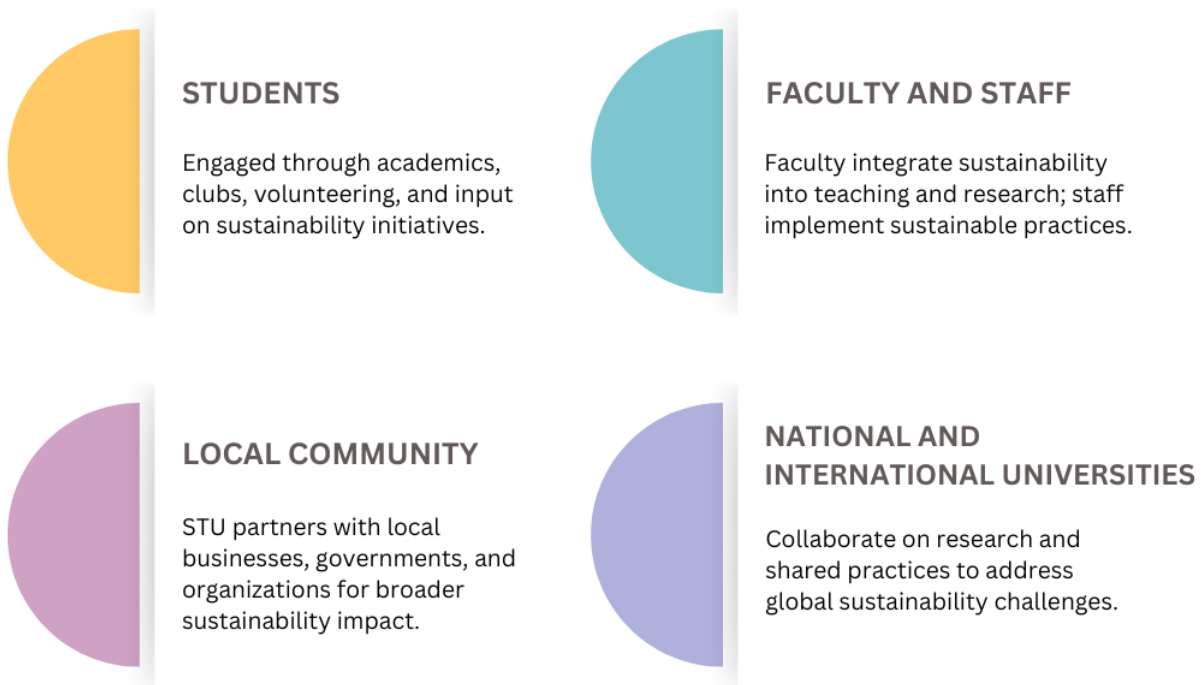 STUDENTS
Engaged through academics,
clubs, volunteering, and input
on sustainability initiatives.
FACULTY AND STAFF
Faculty integrate sustainability
into teaching and research; staff
implement sustainable practices.
LOCAL COMMUNITY
STU partners with local
businesses, governments, and
organizations for broader
sustainability impact.
NATIONAL AND
INTERNATIONAL UNIVERSITIES
Collaborate on research and
shared practices to address
global sustainability challenges.